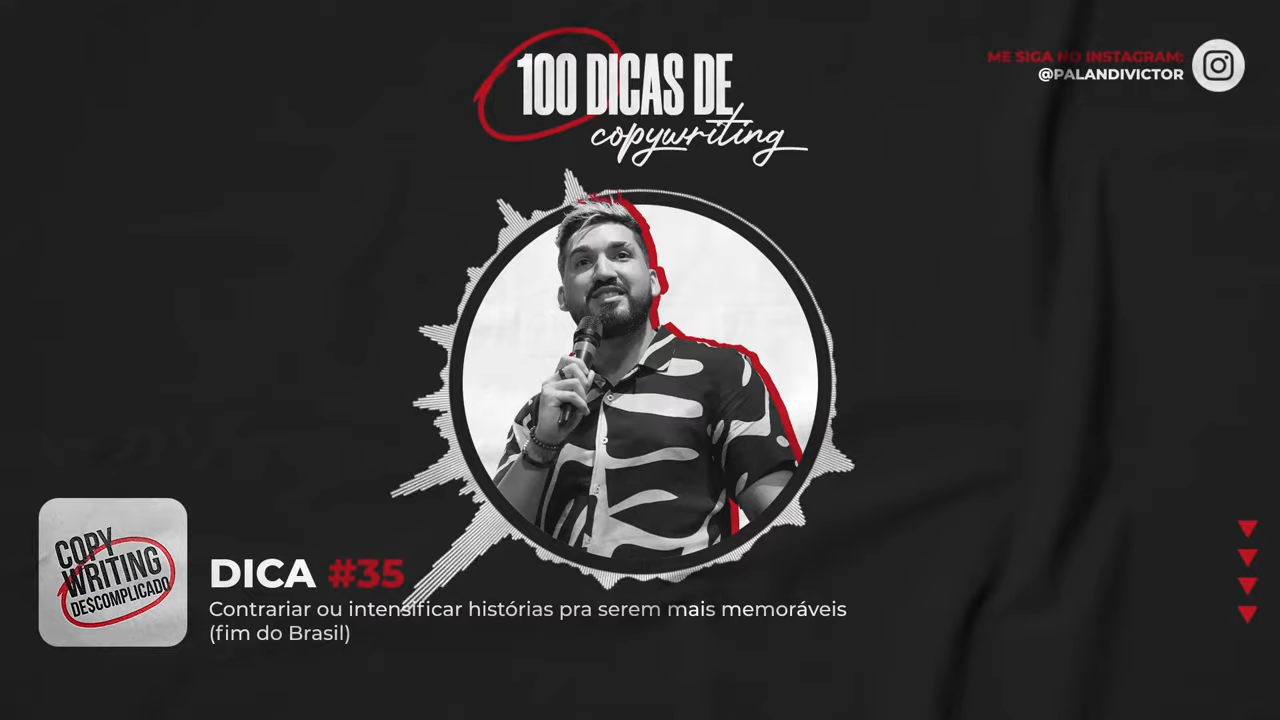 100 DICAS DE
copywriting
ME SIGA NO INSTAGRAM:
@PALANDIVICTOR
COPY
WRITING
DESCOMPLICADO
DICA #35
Contrariar ou intensificar histórias pra serem mais memoráveis
(fim do Brasil)